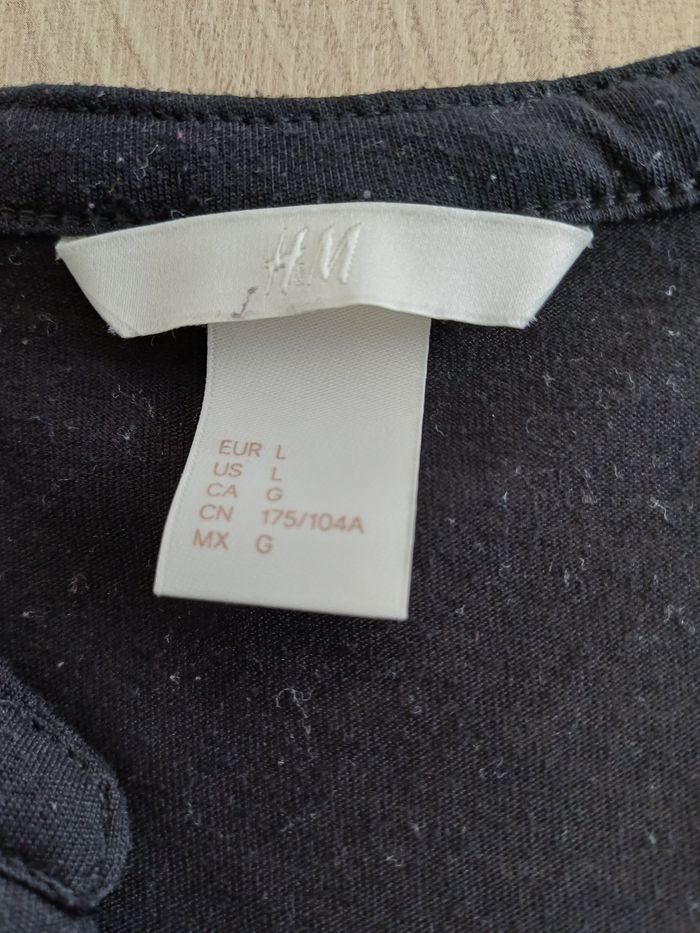 H&M
EUR L
US L
CA G
CN 175/104A
MX G